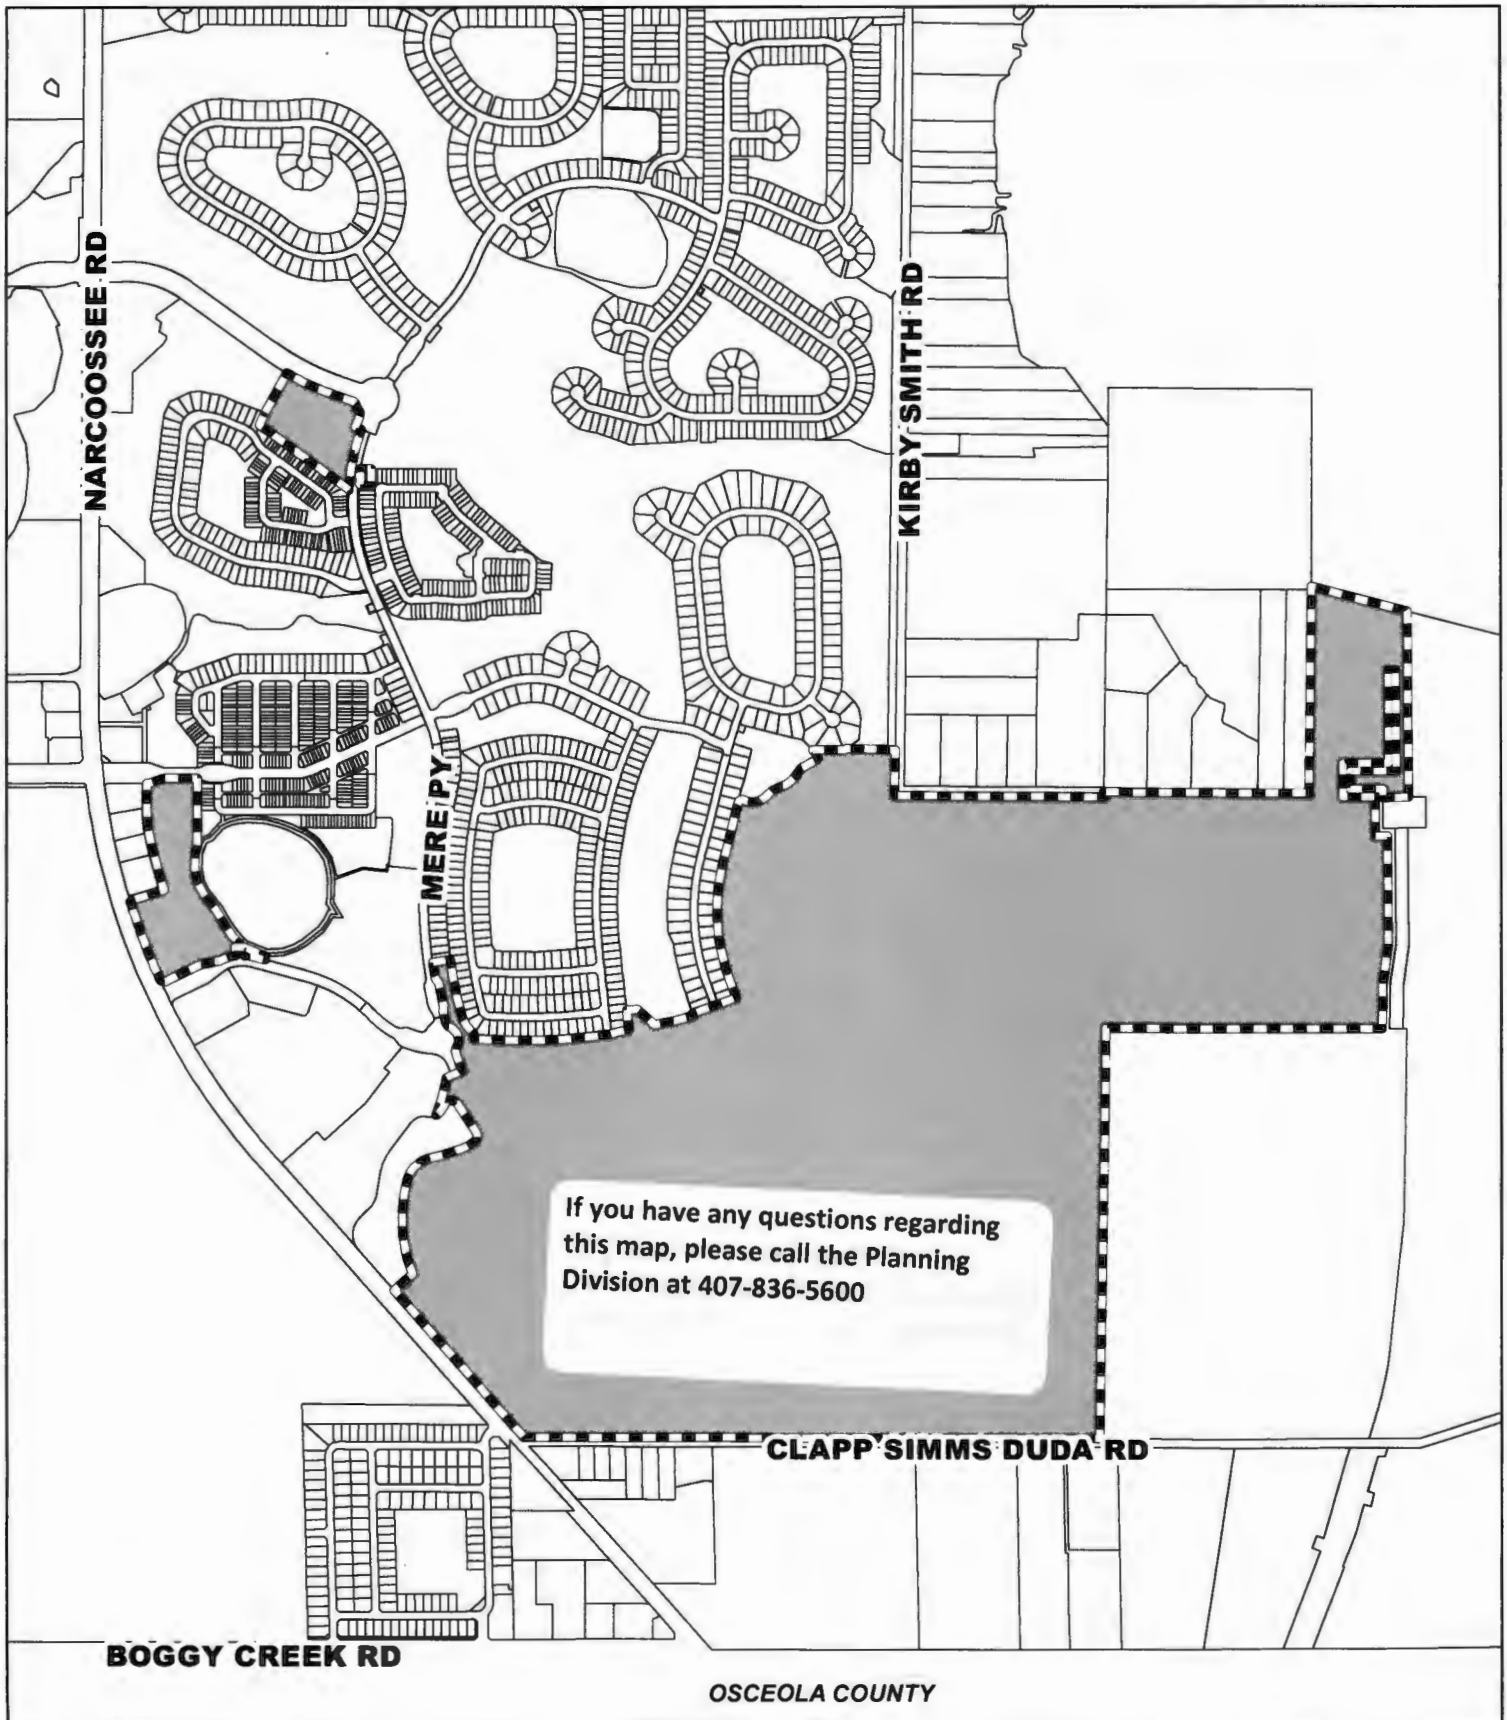 NARCOOSSEE RD
KIRBY SMITH RD
MERE PY
If you have any questions regarding
this map, please call the Planning
Division at 407-836-5600
CLAPP SIMMS DUDA RD
BOGGY CREEK RD
OSCEOLA COUNTY